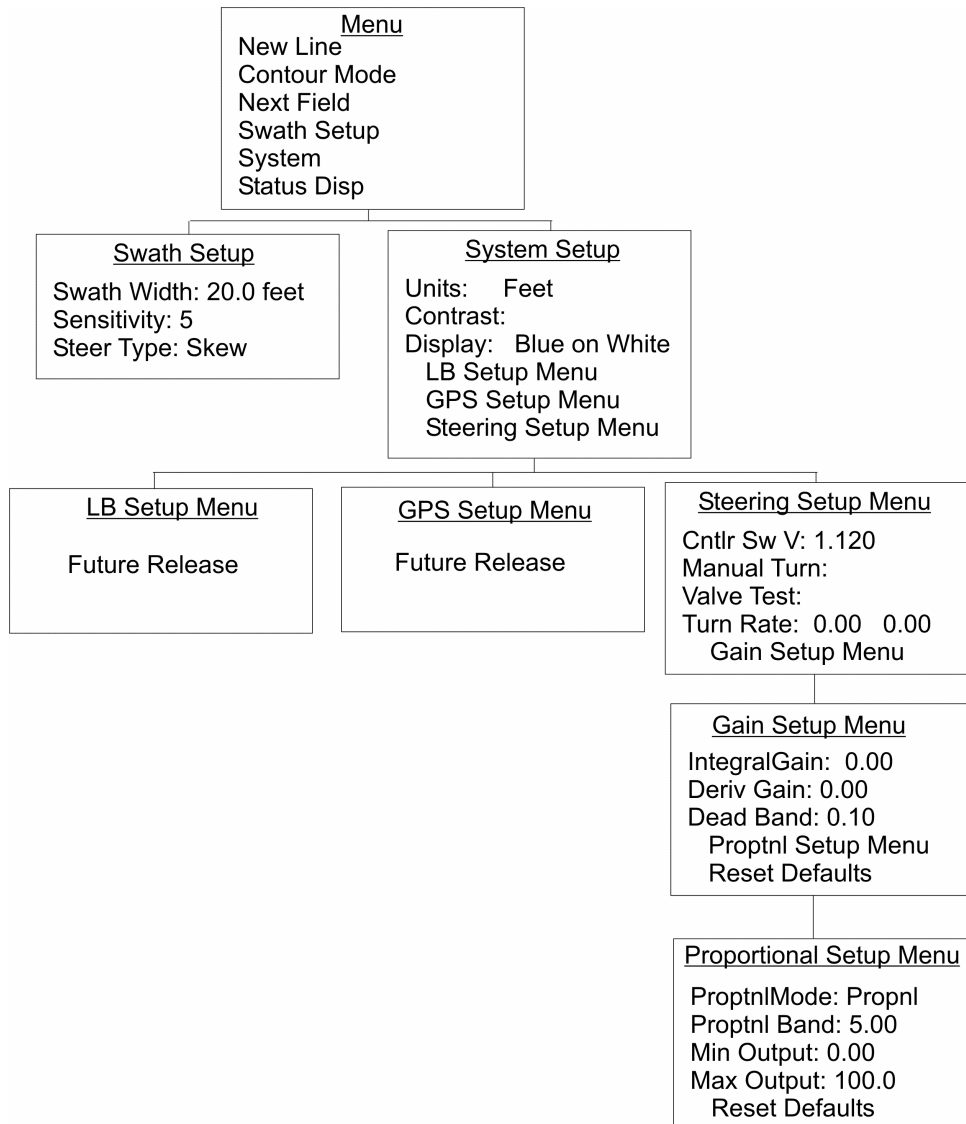 Menu
New Line
Contour Mode
Next Field
Swath Setup
System
Status Disp
Swath Setup
Swath Width: 20.0 feet
Sensitivity: 5
Steer Type: Skew
System Setup
Units: Feet
Contrast:
Display: Blue on White
LB Setup Menu
GPS Setup Menu
Steering Setup Menu
LB Setup Menu
Future Release
GPS Setup Menu
Future Release
Steering Setup Menu
Cntlr Sw V: 1.120
Manual Turn:
Valve Test:
Turn Rate: 0.00 0.00
Gain Setup Menu
Gain Setup Menu
IntegralGain: 0.00
Deriv Gain: 0.00
Dead Band: 0.10
Proptnl Setup Menu
Reset Defaults
Proportional Setup Menu
ProptnlMode: Propnl
Proptnl Band: 5.00
Min Output: 0.00
Max Output: 100.0
Reset Defaults